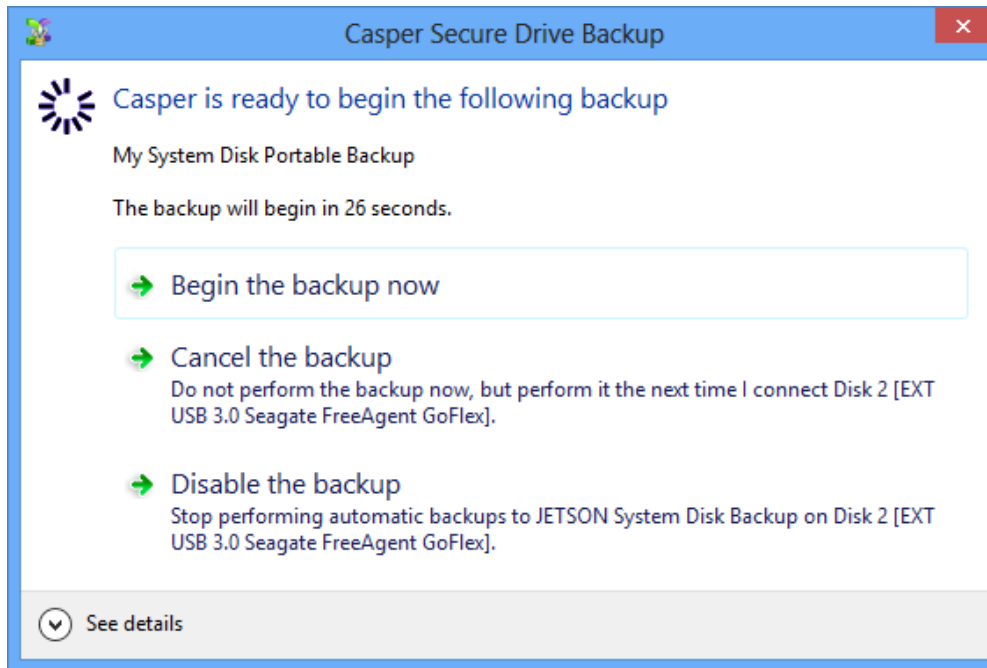 Casper Secure Drive Backup
Casper is ready to begin the following backup
My System Disk Portable Backup
The backup will begin in 26 seconds.
Begin the backup now
Cancel the backup
Do not perform the backup now, but perform it the next time I connect Disk 2 [EXT
USB 3.0 Seagate FreeAgent GoFlex].
Disable the backup
Stop performing automatic backups to JETSON System Disk Backup on Disk 2 [EXT
USB 3.0 Seagate FreeAgent GoFlex].
See details